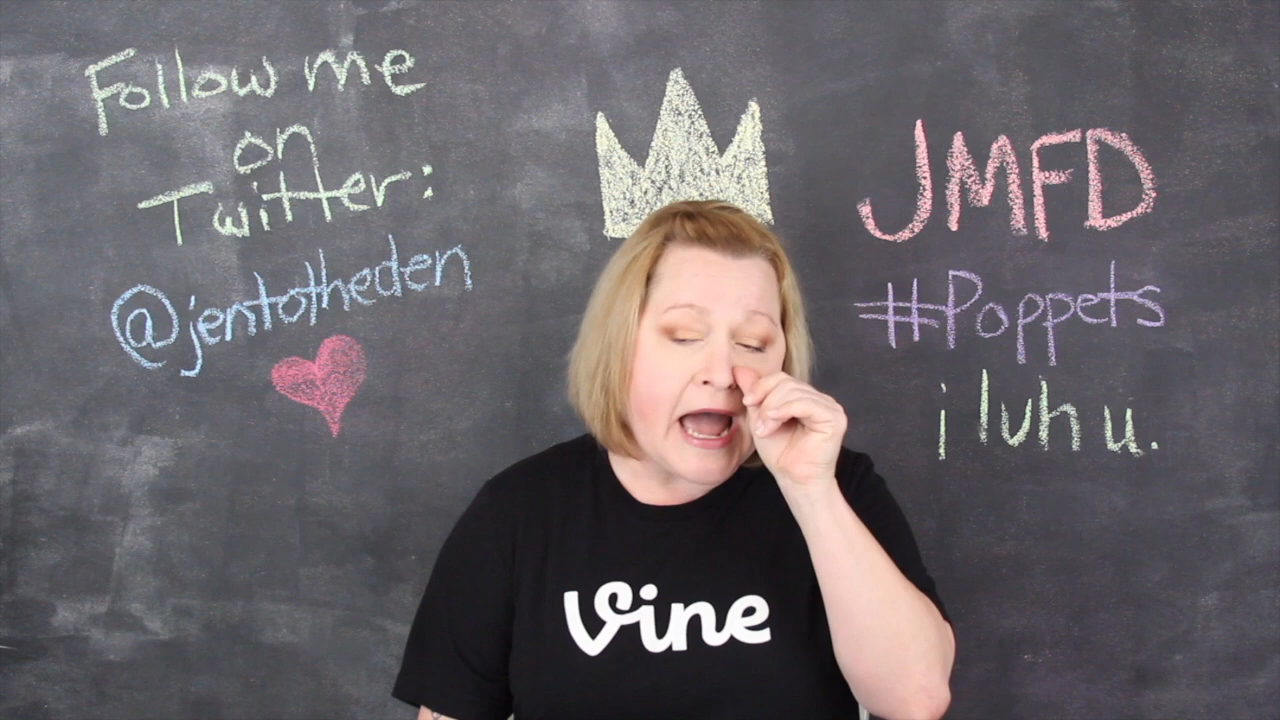 Follow me
on
Twitter:
@jentotheden
JMFD
#Poppets
i luh u.
vine